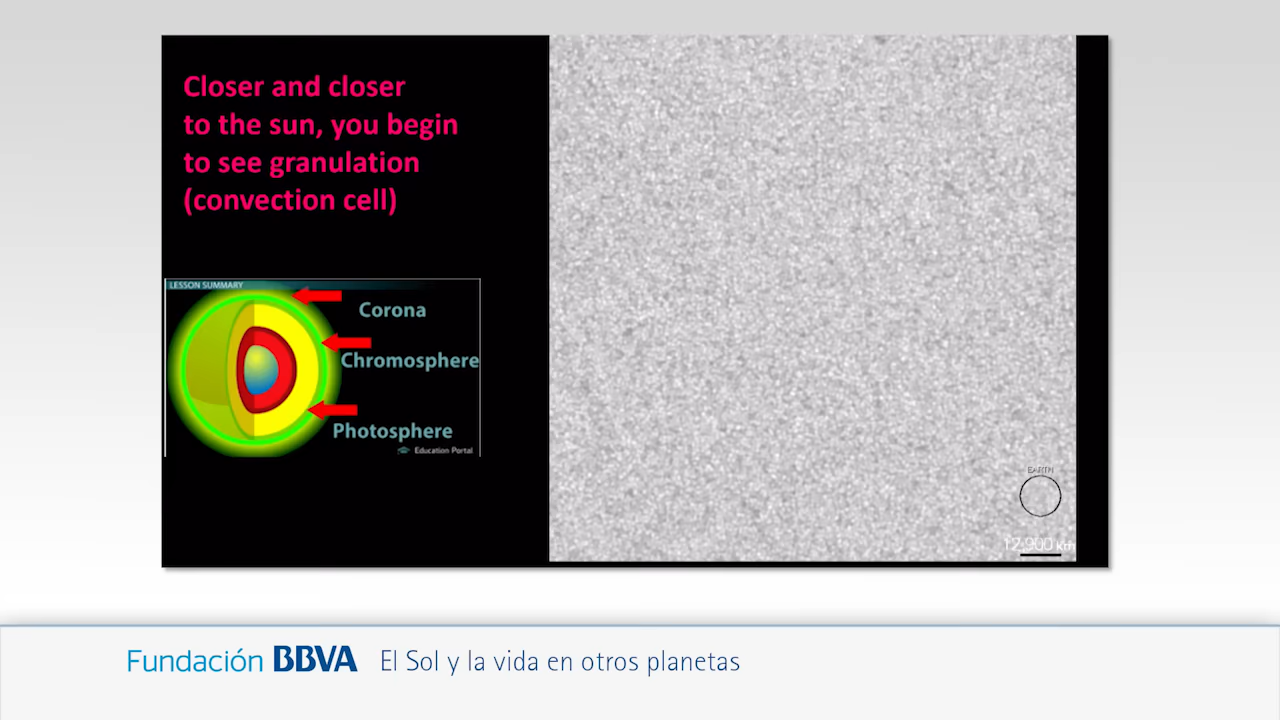 Closer and closer
to the sun, you begin
to see granulation
(convection cell)
LESSON SUMMARY
Corona
Chromosphere
Photosphere
Education Portal
EARTH
12,900 km
Fundación BBVA El Sol y la vida en otros planetas